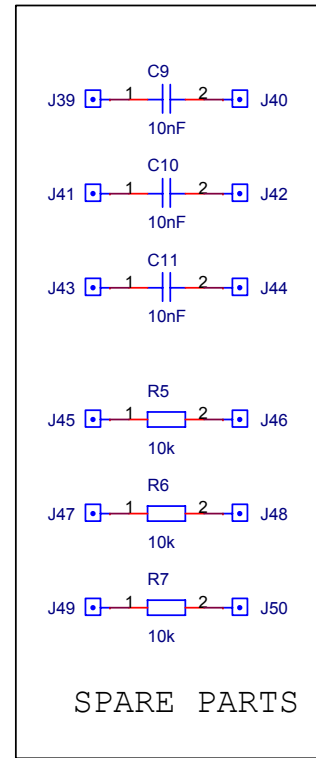 C9
J39 1 2 J40
10nF
C10
J41 1 2 J42
10nF
C11
J43 1 2 J44
10nF
R5
J45 1 2 J46
10k
R6
J47 1 2 J48
10k
R7
J49 1 2 J50
10k
SPARE PARTS